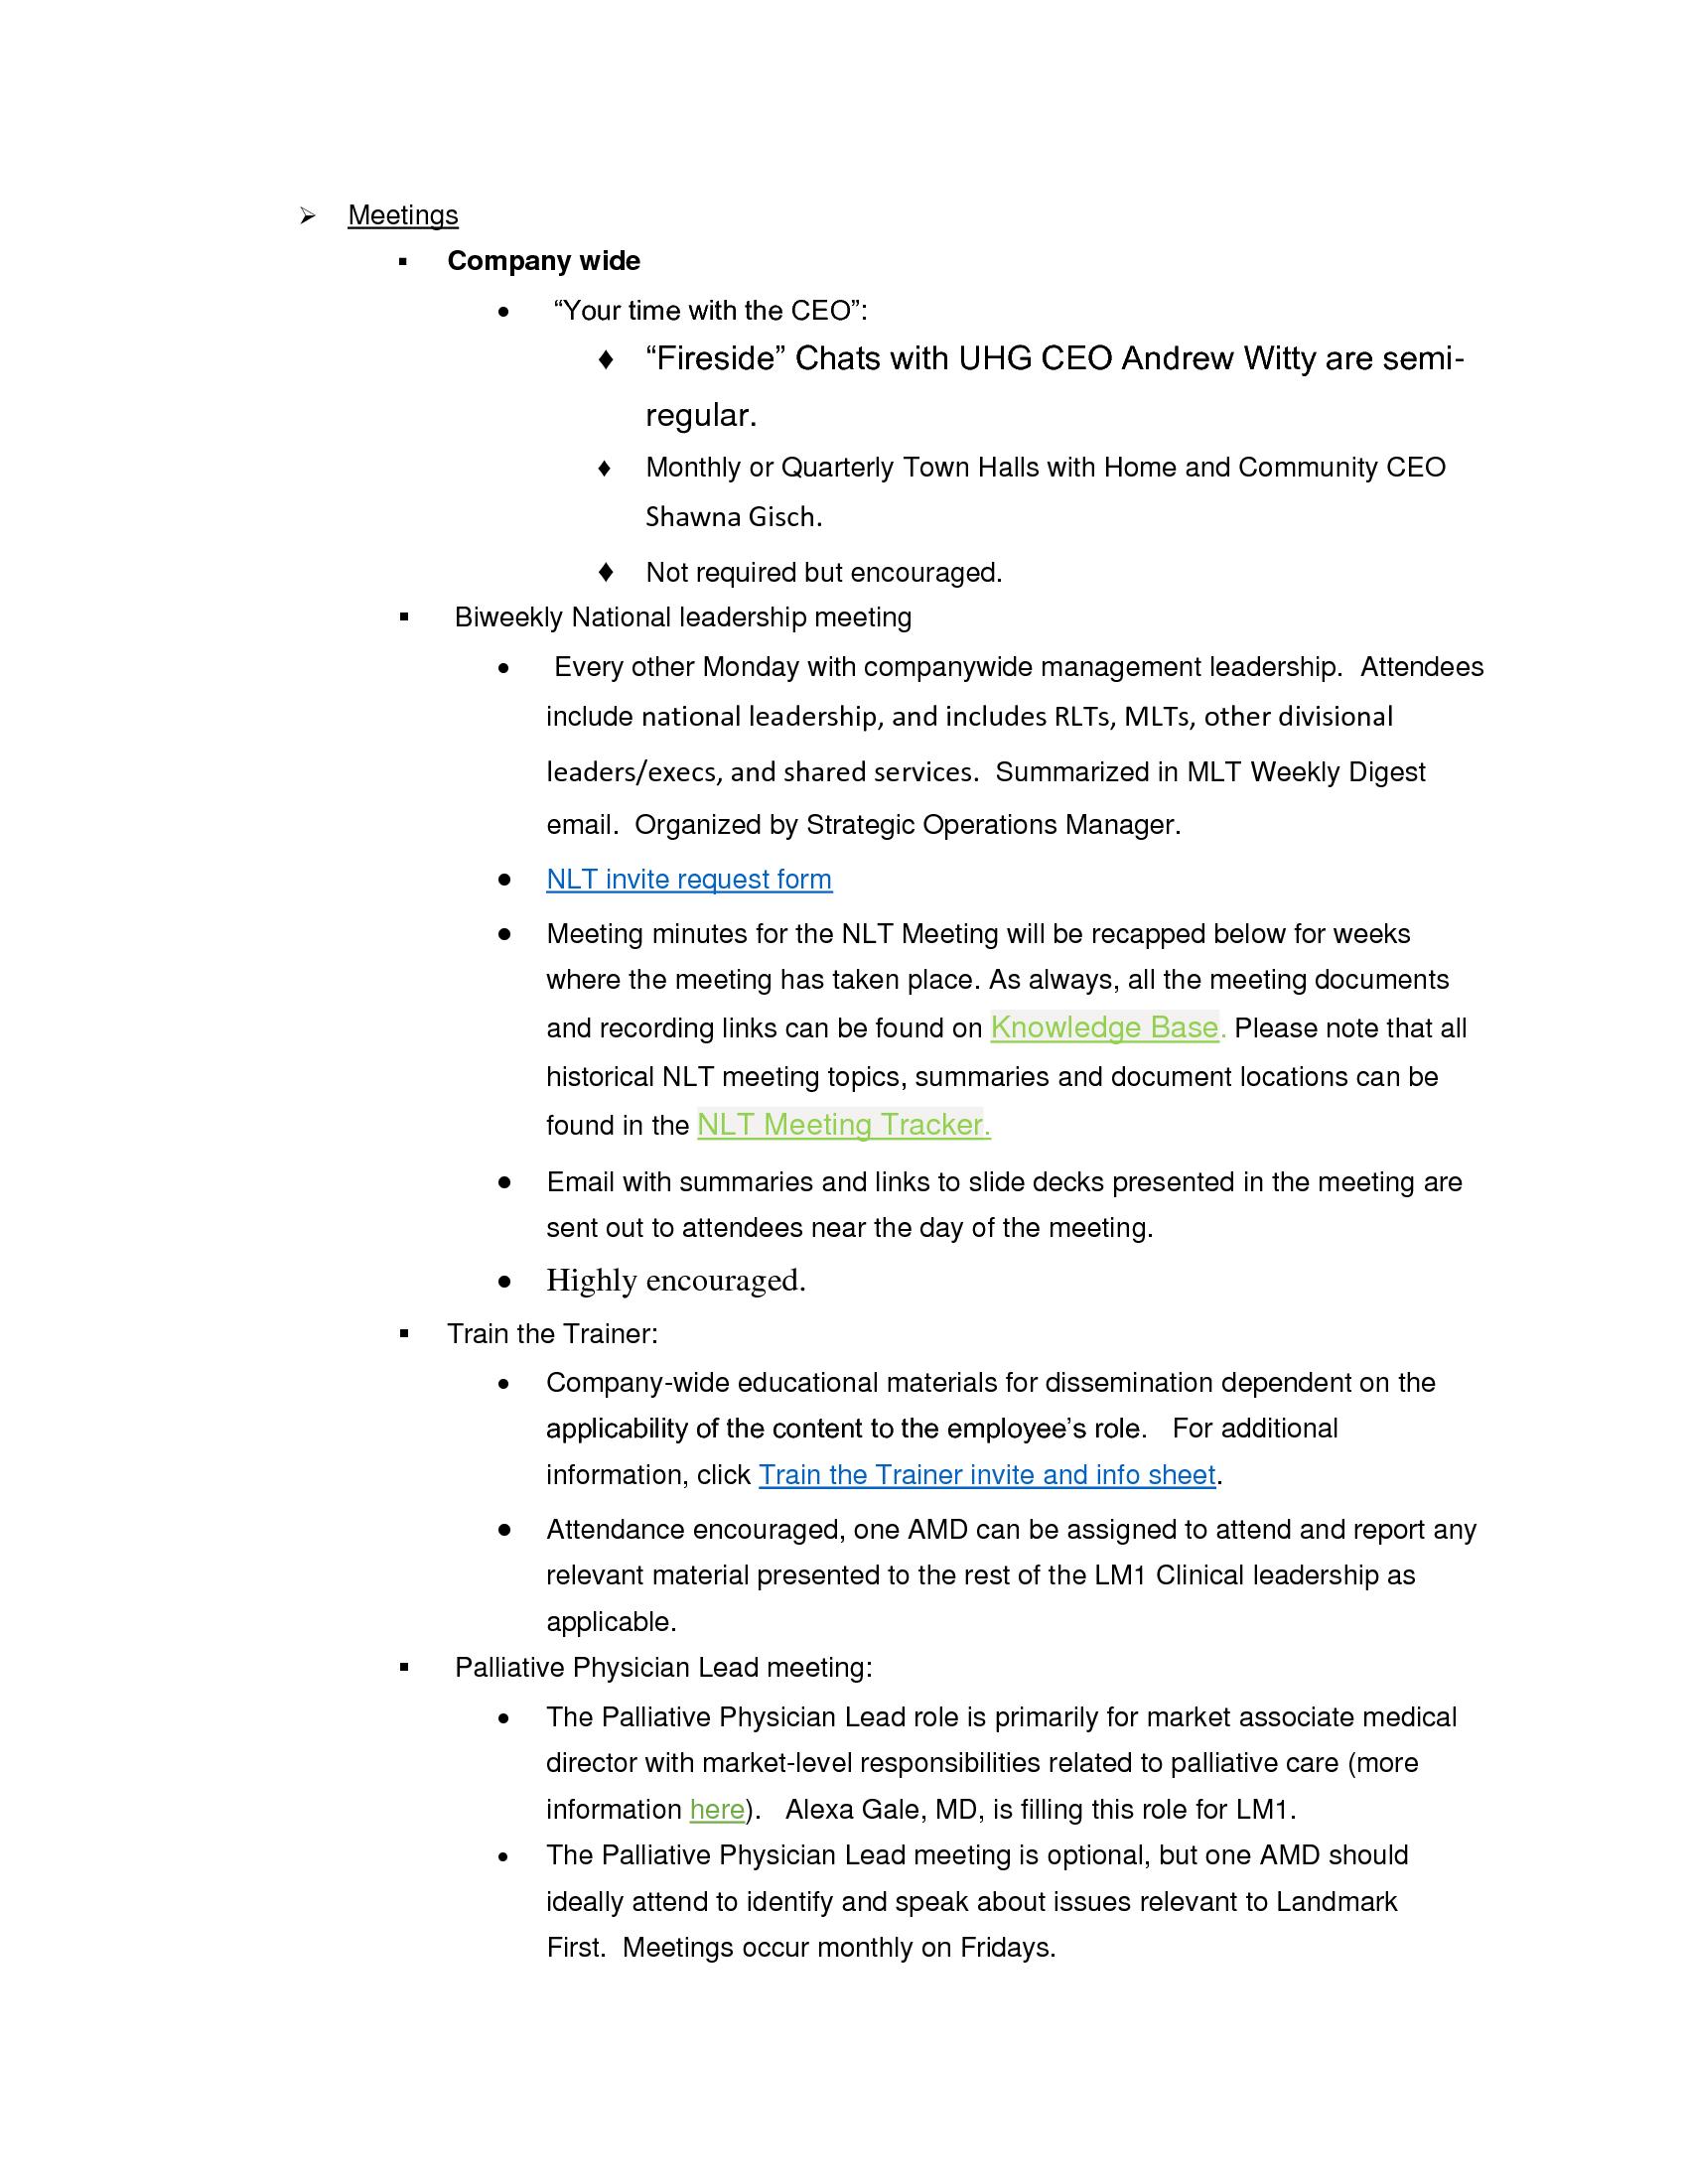 ➢ Meetings
▪ Company wide
• “Your time with the CEO”:
♦ “Fireside” Chats with UHG CEO Andrew Witty are semi-
regular.
♦ Monthly or Quarterly Town Halls with Home and Community CEO
Shawna Gisch.
♦ Not required but encouraged.
▪ Biweekly National leadership meeting
• Every other Monday with companywide management leadership.  Attendees
include national leadership, and includes RLTs, MLTs, other divisional
leaders/execs, and shared services.  Summarized in MLT Weekly Digest
email.  Organized by Strategic Operations Manager.
• NLT invite request form
• Meeting minutes for the NLT Meeting will be recapped below for weeks
where the meeting has taken place. As always, all the meeting documents
and recording links can be found on Knowledge Base. Please note that all
historical NLT meeting topics, summaries and document locations can be
found in the NLT Meeting Tracker.
• Email with summaries and links to slide decks presented in the meeting are
sent out to attendees near the day of the meeting.
• Highly encouraged.
▪ Train the Trainer:
• Company-wide educational materials for dissemination dependent on the
applicability of the content to the employee’s role.   For additional
information, click Train the Trainer invite and info sheet.
• Attendance encouraged, one AMD can be assigned to attend and report any
relevant material presented to the rest of the LM1 Clinical leadership as
applicable.
▪ Palliative Physician Lead meeting:
• The Palliative Physician Lead role is primarily for market associate medical
director with market-level responsibilities related to palliative care (more
information here).   Alexa Gale, MD, is filling this role for LM1.
• The Palliative Physician Lead meeting is optional, but one AMD should
ideally attend to identify and speak about issues relevant to Landmark
First.  Meetings occur monthly on Fridays.